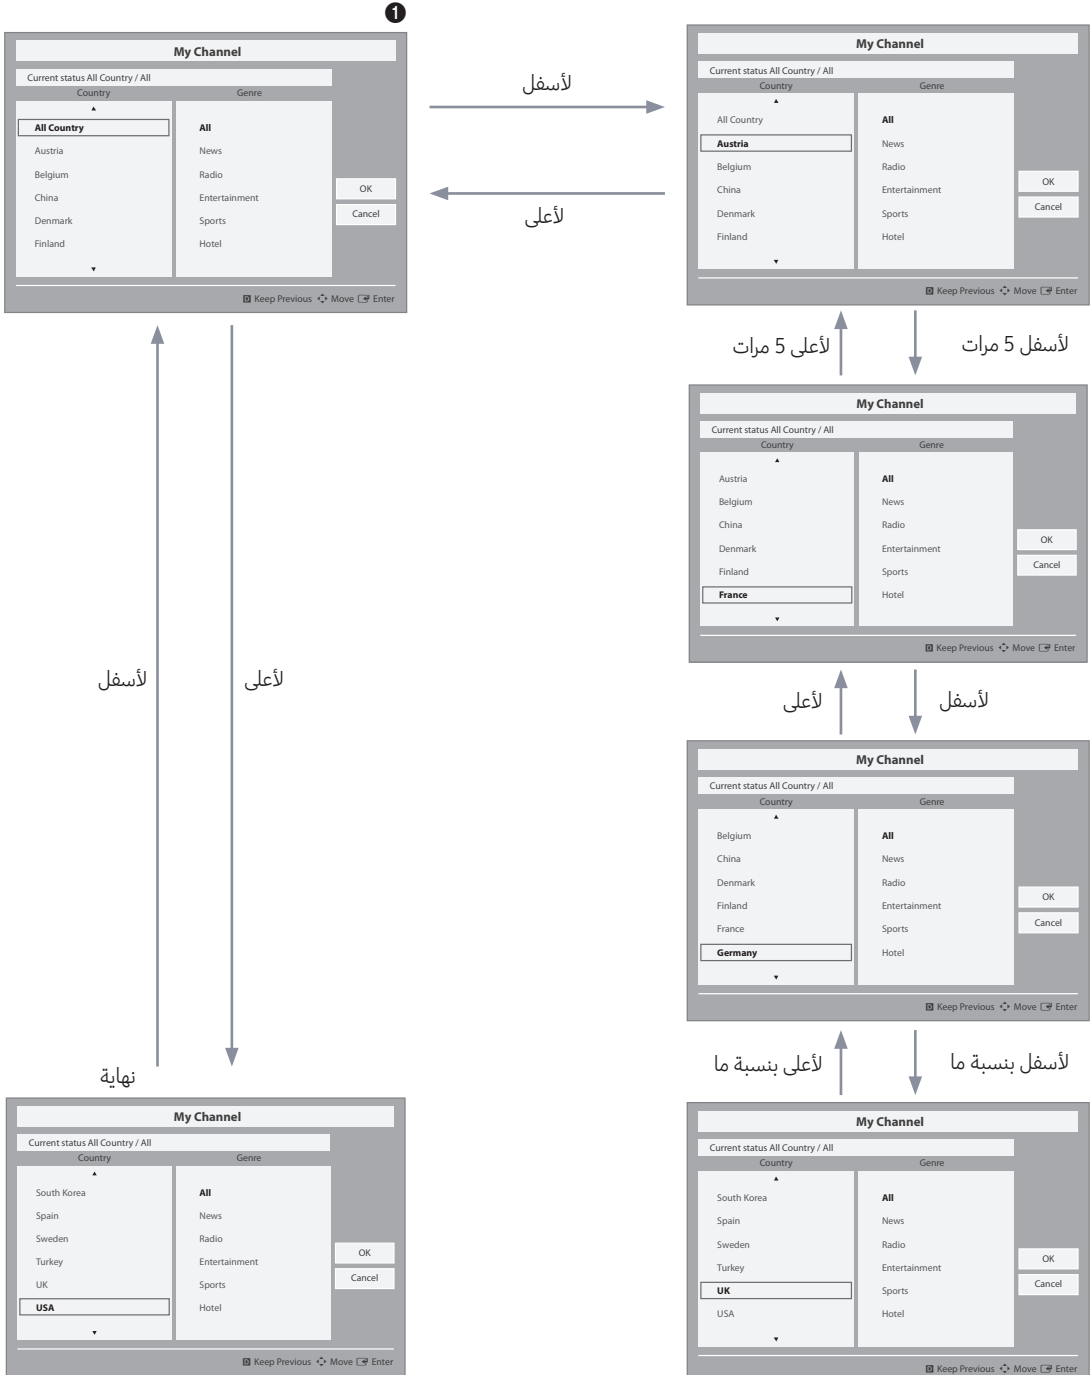 ❶
My Channel
Current status All Country / All
Country Genre
All Country All
Austria News
Belgium Radio
China Entertainment
Denmark Sports
Finland Hotel
OK
Cancel
D Keep Previous Move Enter
لأسفل
لأعلى
My Channel
Current status All Country / All
Country Genre
All Country All
Austria News
Belgium Radio
China Entertainment
Denmark Sports
Finland Hotel
OK
Cancel
D Keep Previous Move Enter
لأعلى 5 مرات
لأسفل 5 مرات
My Channel
Current status All Country / All
Country Genre
Austria All
Belgium News
China Radio
Denmark Entertainment
Finland Sports
France Hotel
OK
Cancel
D Keep Previous Move Enter
لأسفل
لأعلى
لأعلى
لأسفل
My Channel
Current status All Country / All
Country Genre
Belgium All
China News
Denmark Radio
Finland Entertainment
France Sports
Germany Hotel
OK
Cancel
D Keep Previous Move Enter
لأعلى بنسبة ما
لأسفل بنسبة ما
نهاية
My Channel
Current status All Country / All
Country Genre
South Korea All
Spain News
Sweden Radio
Turkey Entertainment
UK Sports
USA Hotel
OK
Cancel
D Keep Previous Move Enter
My Channel
Current status All Country / All
Country Genre
South Korea All
Spain News
Sweden Radio
Turkey Entertainment
UK Sports
USA Hotel
OK
Cancel
D Keep Previous Move Enter